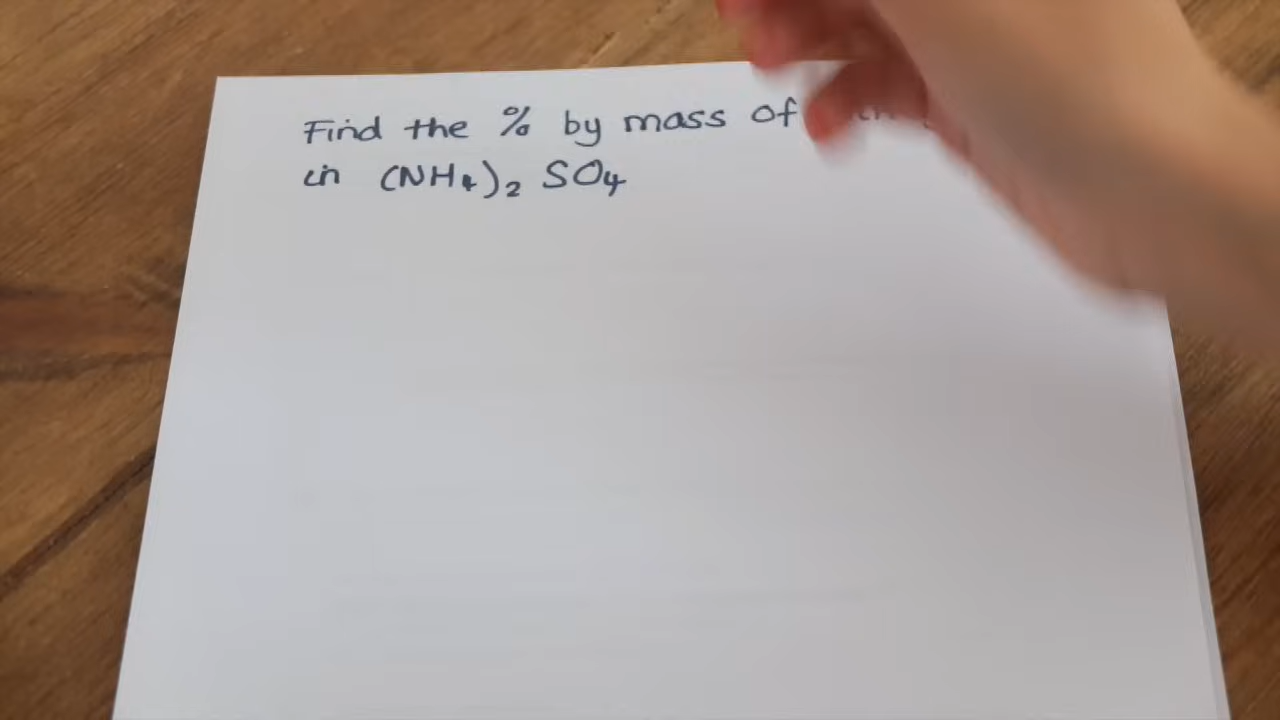 Find the % by mass of
in (NH₄)₂ SO₄